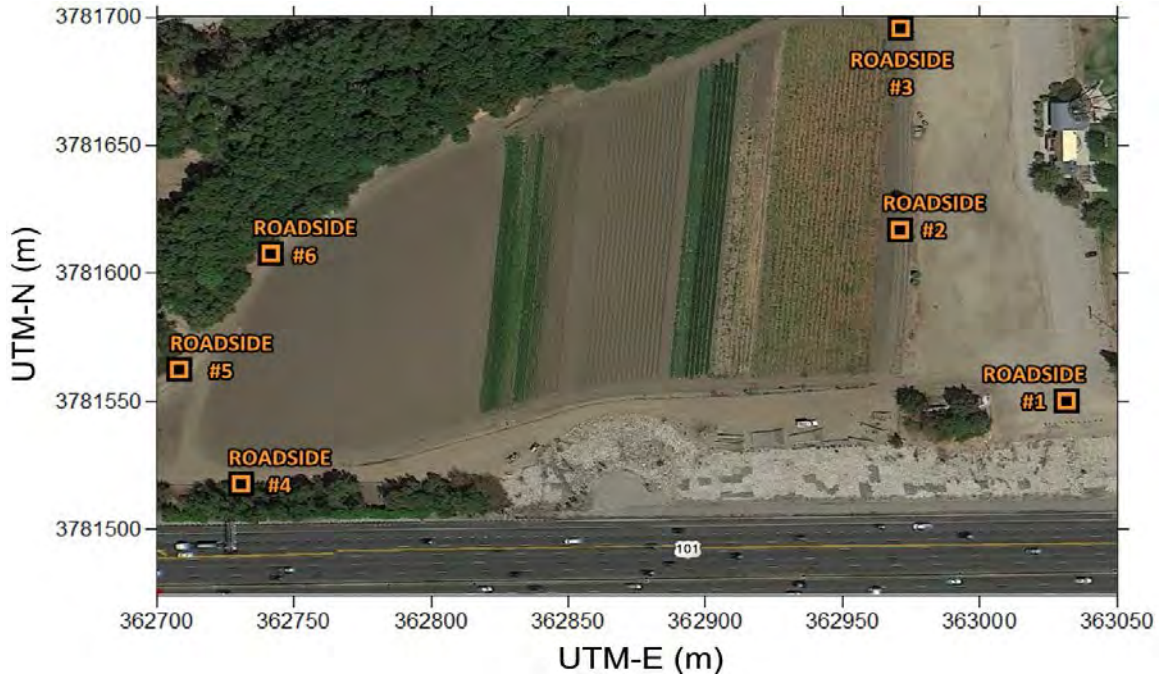 3781700
3781650
3781600
3781550
3781500
UTM-N (m)
ROADSIDE
#3
ROADSIDE
#2
ROADSIDE
#6
ROADSIDE
#5
ROADSIDE
#1
ROADSIDE
#4
101
362700 362750 362800 362850 362900 362950 363000 363050
UTM-E (m)